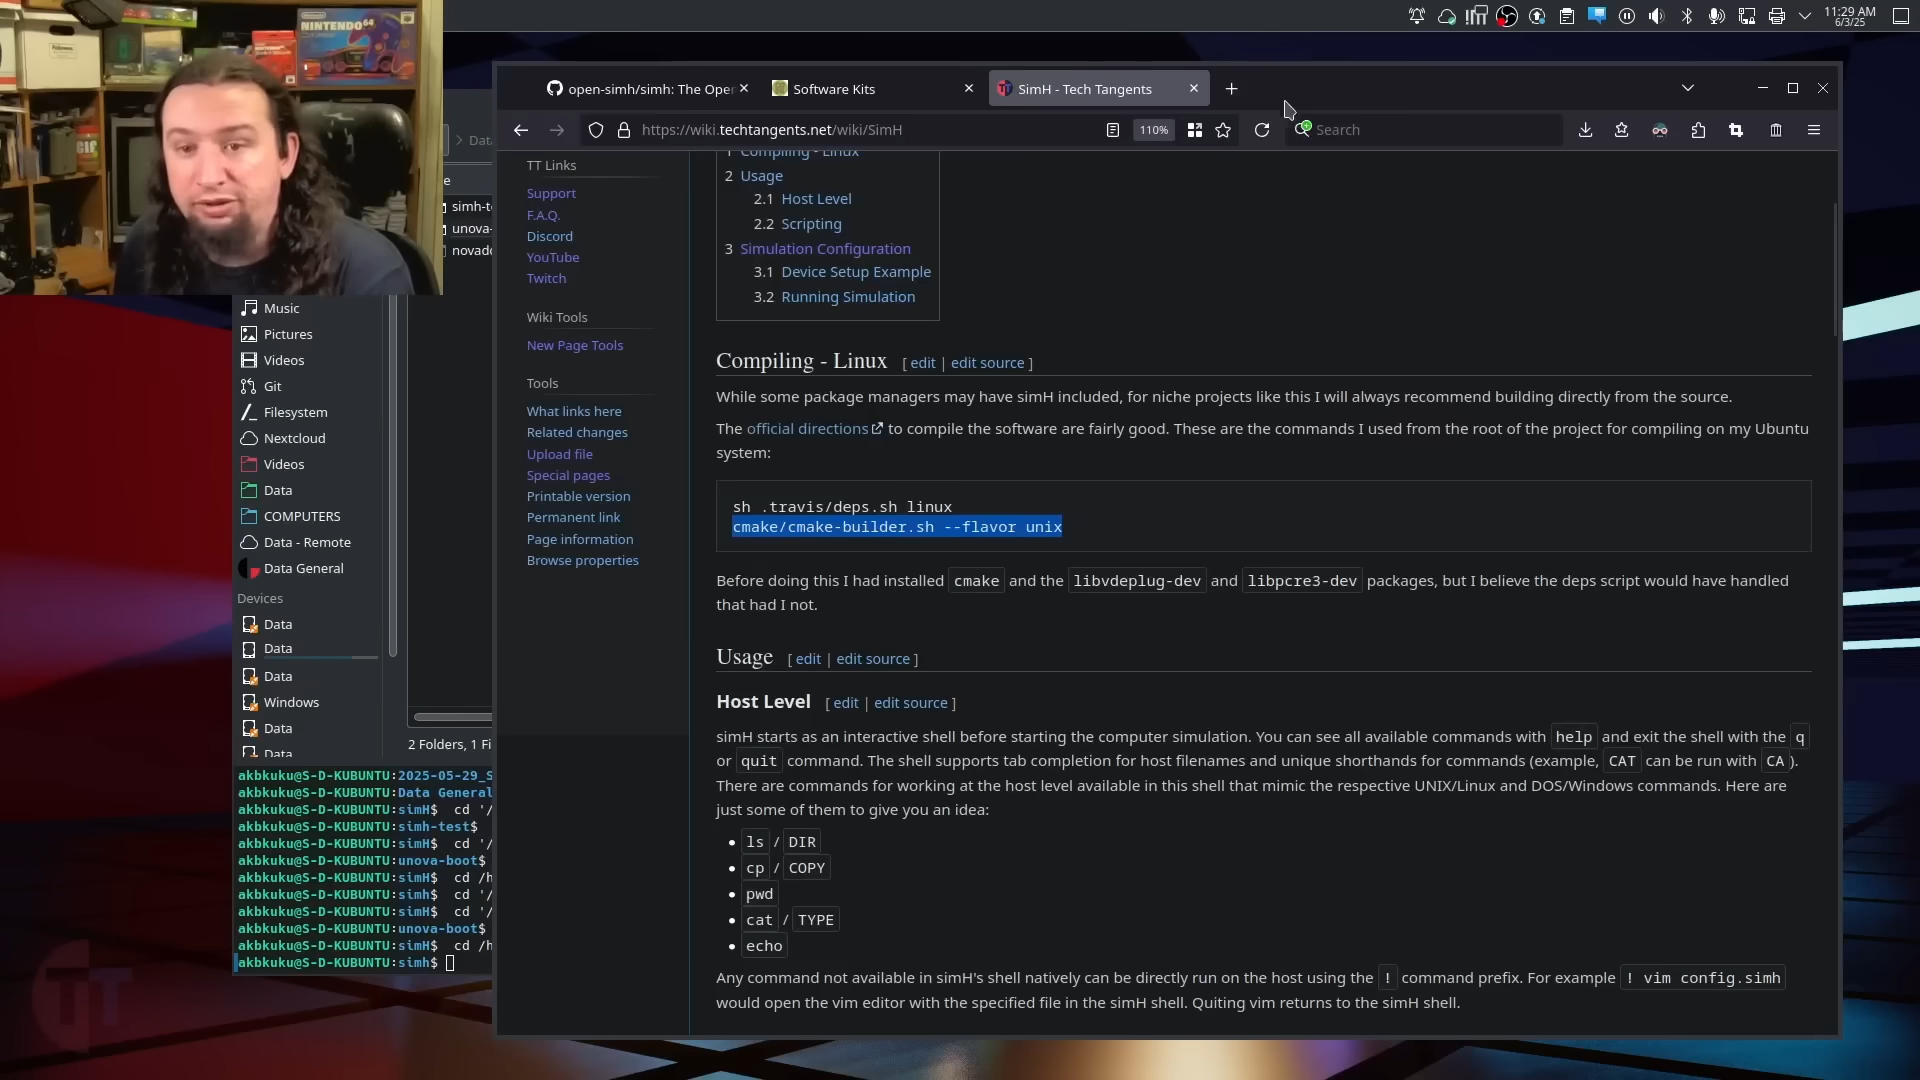 NINTENDO 64
11:29 AM
6/3/25
open-simh/simh: The Oper
Software Kits
SimH - Tech Tangents
https://wiki.techtangents.net/wiki/SimH
110%
Search
Dat
e
simh-t
unova-
novad
Music
Pictures
Videos
Git
Filesystem
Nextcloud
Videos
Data
COMPUTERS
Data - Remote
Data General
Devices
Data
Data
Data
Windows
Data
Data
2 Folders, 1 Fi
akbkuku@S-D-KUBUNTU:2025-05-29_S
akbkuku@S-D-KUBUNTU:Data General
akbkuku@S-D-KUBUNTU:simH$ cd '/
akbkuku@S-D-KUBUNTU:simh-test$
akbkuku@S-D-KUBUNTU:simH$ cd '/
akbkuku@S-D-KUBUNTU:unova-boot$
akbkuku@S-D-KUBUNTU:simH$ cd /h
akbkuku@S-D-KUBUNTU:simh$ cd '/
akbkuku@S-D-KUBUNTU:simH$ cd '/
akbkuku@S-D-KUBUNTU:unova-boot$
akbkuku@S-D-KUBUNTU:simH$ cd /h
akbkuku@S-D-KUBUNTU:simh$
TT
TT Links
Support
F.A.Q.
Discord
YouTube
Twitch
Wiki Tools
New Page Tools
Tools
What links here
Related changes
Upload file
Special pages
Printable version
Permanent link
Page information
Browse properties
1 Compiling - Linux
2 Usage
2.1 Host Level
2.2 Scripting
3 Simulation Configuration
3.1 Device Setup Example
3.2 Running Simulation
Compiling - Linux [ edit | edit source ]
While some package managers may have simH included, for niche projects like this I will always recommend building directly from the source.
The official directions to compile the software are fairly good. These are the commands I used from the root of the project for compiling on my Ubuntu
system:
sh .travis/deps.sh linux
cmake/cmake-builder.sh --flavor unix
Before doing this I had installed cmake and the libvdeplug-dev and libpcre3-dev packages, but I believe the deps script would have handled
that had I not.
Usage [ edit | edit source ]
Host Level [ edit | edit source ]
simH starts as an interactive shell before starting the computer simulation. You can see all available commands with help and exit the shell with the q
or quit command. The shell supports tab completion for host filenames and unique shorthands for commands (example, CAT can be run with CA ).
There are commands for working at the host level available in this shell that mimic the respective UNIX/Linux and DOS/Windows commands. Here are
just some of them to give you an idea:
• ls / DIR
• cp / COPY
• pwd
• cat / TYPE
• echo
Any command not available in simH's shell natively can be directly run on the host using the ! command prefix. For example ! vim config.simh
would open the vim editor with the specified file in the simH shell. Quiting vim returns to the simH shell.